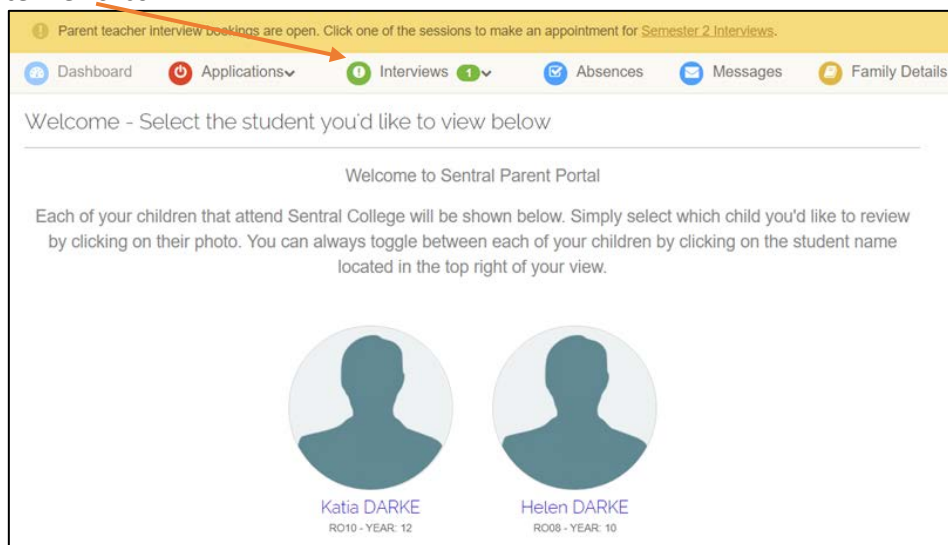 Parent teacher interview bookings are open. Click one of the sessions to make an appointment for Semester 2 Interviews.
Dashboard Applications Interviews 1 Absences Messages Family Details
Welcome - Select the student you'd like to view below
Welcome to Sentral Parent Portal
Each of your children that attend Sentral College will be shown below. Simply select which child you'd like to review
by clicking on their photo. You can always toggle between each of your children by clicking on the student name
located in the top right of your view.
Katia DARKE Helen DARKE
RO10 - YEAR: 12 RO08 - YEAR: 10